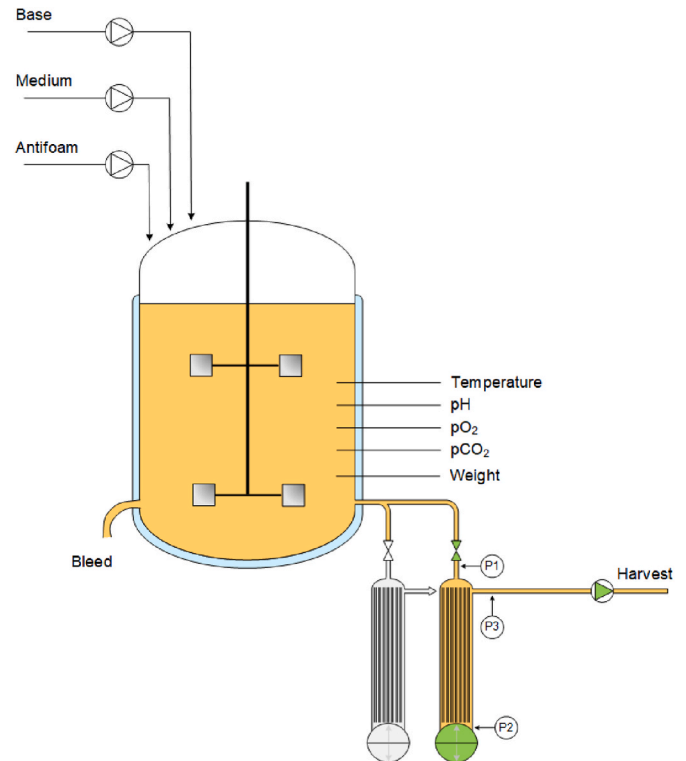 Base
Medium
Antifoam
Temperature
pH
pO₂
pCO₂
Weight
Bleed
P1
Harvest
P3
P2